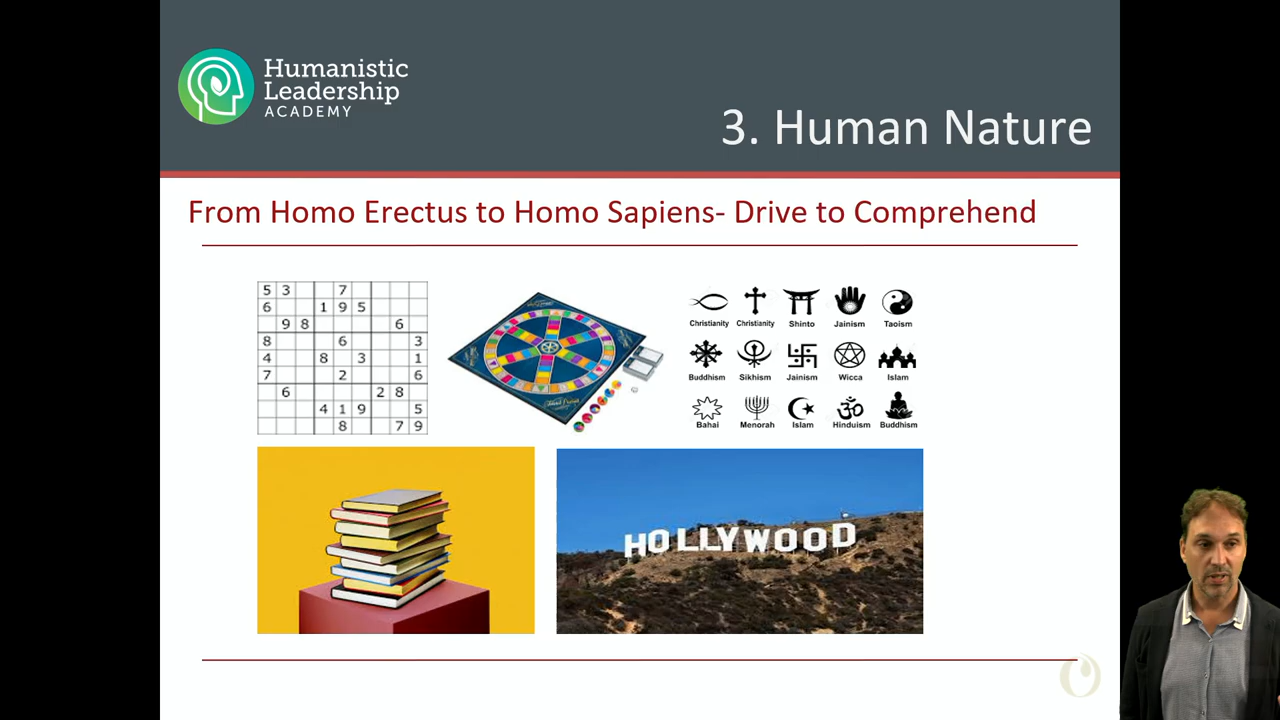 Humanistic
Leadership
ACADEMY
3. Human Nature
From Homo Erectus to Homo Sapiens- Drive to Comprehend
5 3 7
6 1 9 5
9 8 6
8 6 3
4 8 3 1
7 2 6
6 2 8
4 1 9 5
8 7 9
Christianity Christianity Shinto Jainism Taoism
Buddhism Sikhism Jainism Wicca Islam
Bahai Menorah Islam Hinduism Buddhism
HOLLYWOOD